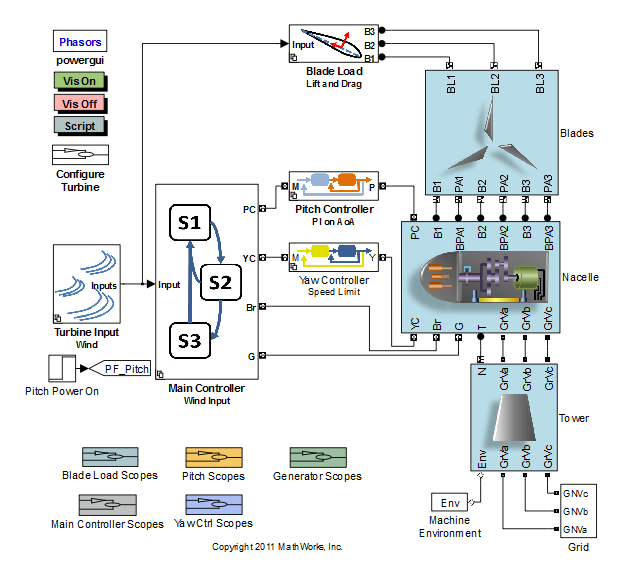 Phasors
powergui
Vis On
Vis Off
Script
Configure
Turbine
Input
B3
B2
B1
Blade Load
Lift and Drag
BL1
BL2
BL3
Blades
B1
PA1
B2
PA2
B3
PA3
M
P
Pitch Controller
PI on AoA
M
Y
Yaw Controller
Speed Limit
PC
B1
BPA1
B2
BPA2
B3
BPA3
Nacelle
YC
Br
G
T
GrVa
GrVb
GrVc
Inputs
Turbine Input
Wind
Input
S1
S2
S3
PC
YC
Br
G
Main Controller
Wind Input
Pitch Power On
PF_Pitch
N
GrVa
GrVb
GrVc
Tower
Env
GrVa
GrVb
GrVc
Env
Machine
Environment
GNVc
GNVb
GNVa
Grid
Blade Load Scopes
Pitch Scopes
Generator Scopes
Main Controller Scopes
YawCtrl Scopes
Copyright 2011 MathWorks, Inc.